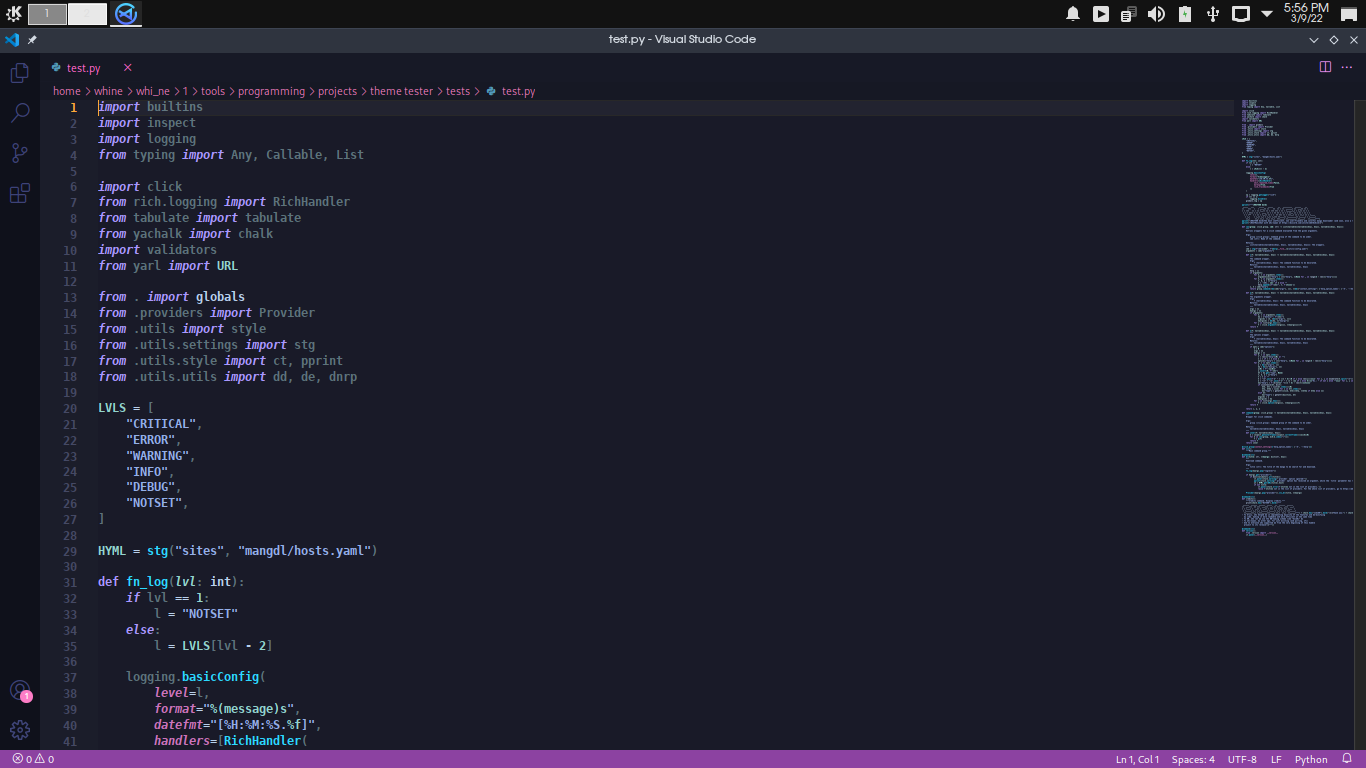 1
5:56 PM
3/9/22
test.py - Visual Studio Code
test.py
home > whine > whi_ne > 1 > tools > programming > projects > theme tester > tests > test.py
1 import builtins
2 import inspect
3 import logging
4 from typing import Any, Callable, List
5
6 import click
7 from rich.logging import RichHandler
8 from tabulate import tabulate
9 from yachalk import chalk
10 import validators
11 from yarl import URL
12
13 from . import globals
14 from .providers import Provider
15 from .utils import style
16 from .utils.settings import stg
17 from .utils.style import ct, pprint
18 from .utils.utils import dd, de, dnrp
19
20 LVLS = [
21     "CRITICAL",
22     "ERROR",
23     "WARNING",
24     "INFO",
25     "DEBUG",
26     "NOTSET",
27 ]
28
29 HYML = stg("sites", "mangdl/hosts.yaml")
30
31 def fn_log(lvl: int):
32     if lvl == 1:
33         l = "NOTSET"
34     else:
35         l = LVLS[lvl - 2]
36
37     logging.basicConfig(
38         level=l,
39         format="%(message)s",
40         datefmt="[%H:%M:%S.%f]",
41         handlers=[RichHandler(
1
0 0
Ln 1, Col 1 Spaces: 4 UTF-8 LF Python